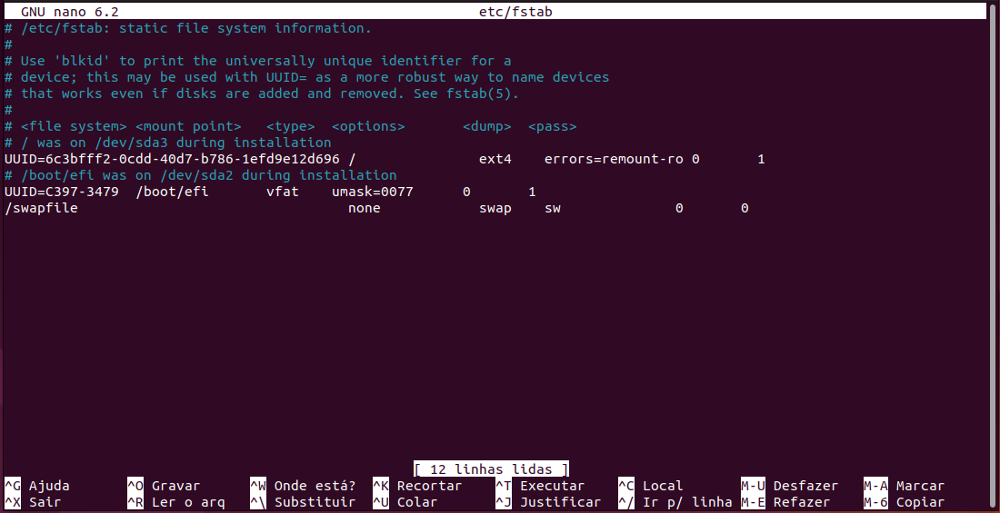 GNU nano 6.2 etc/fstab
# /etc/fstab: static file system information.
#
# Use 'blkid' to print the universally unique identifier for a
# device; this may be used with UUID= as a more robust way to name devices
# that works even if disks are added and removed. See fstab(5).
#
# <file system> <mount point>   <type>  <options>       <dump>  <pass>
# / was on /dev/sda3 during installation
UUID=6c3bfff2-0cdd-40d7-b786-1efd9e12d696 /               ext4    errors=remount-ro 0       1
# /boot/efi was on /dev/sda2 during installation
UUID=C397-3479  /boot/efi       vfat    umask=0077      0       1
/swapfile                                 none            swap    sw              0       0
[ 12 linhas lidas ]
^G Ajuda ^O Gravar ^W Onde está? ^K Recortar ^T Executar ^C Local M-U Desfazer M-A Marcar
^X Sair ^R Ler o arq ^\ Substituir ^U Colar ^J Justificar ^/ Ir p/ linha M-E Refazer M-6 Copiar